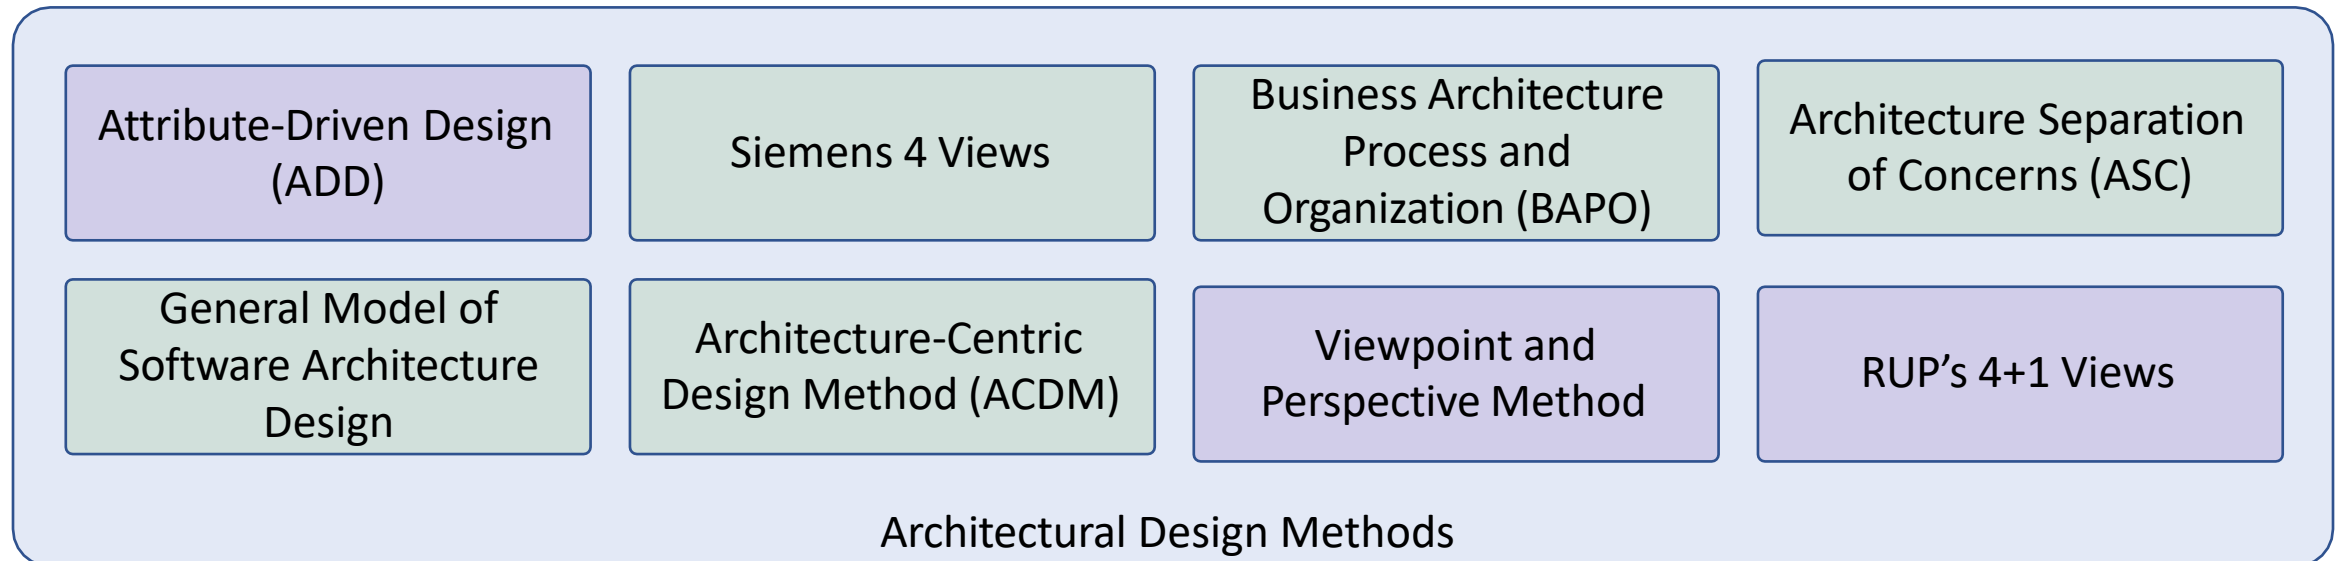 Attribute-Driven Design
(ADD)
Siemens 4 Views
Business Architecture
Process and
Organization (BAPO)
Architecture Separation
of Concerns (ASC)
General Model of
Software Architecture
Design
Architecture-Centric
Design Method (ACDM)
Viewpoint and
Perspective Method
RUP’s 4+1 Views
Architectural Design Methods